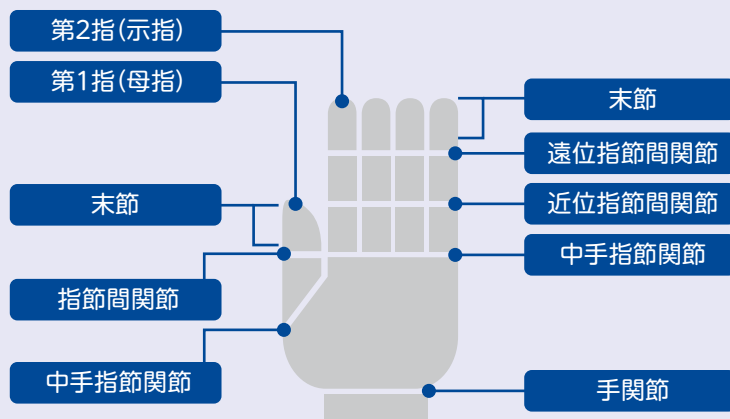 第2指(示指)
第1指(母指)
末節
指節間関節
中手指節関節
末節
遠位指節間関節
近位指節間関節
中手指節関節
手関節